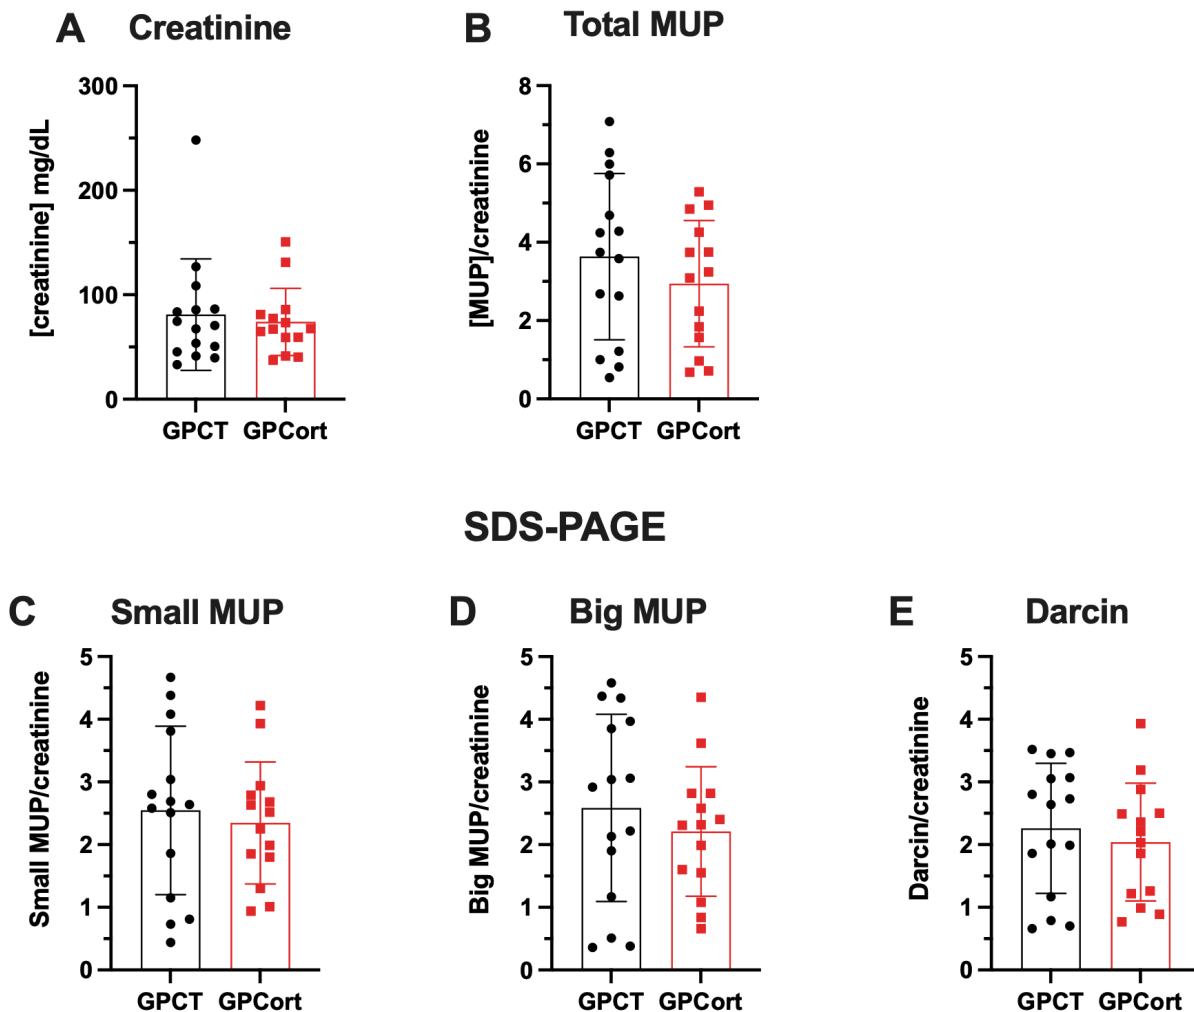 A Creatinine
[creatinine] mg/dL
300
200
100
0
GPCT GPCort
B Total MUP
[MUP]/creatinine
8
6
4
2
0
GPCT GPCort
SDS-PAGE
C Small MUP
Small MUP/creatinine
5
4
3
2
1
0
GPCT GPCort
D Big MUP
Big MUP/creatinine
5
4
3
2
1
0
GPCT GPCort
E Darcin
Darcin/creatinine
5
4
3
2
1
0
GPCT GPCort